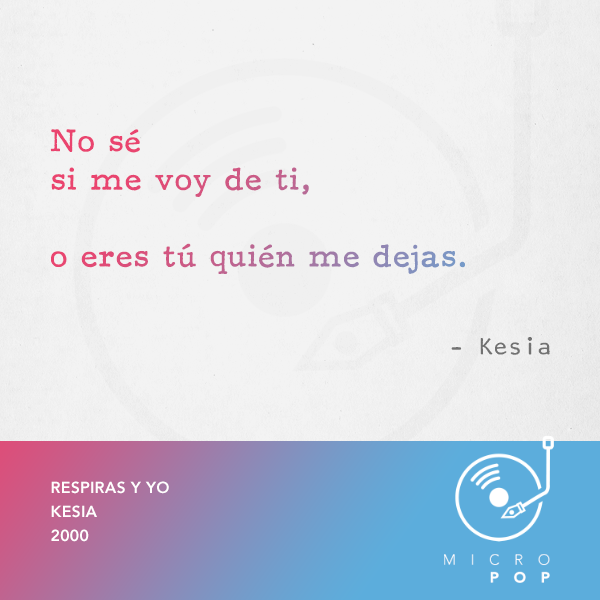 No sé
si me voy de ti,
o eres tú quién me dejas.
– Kesia
RESPIRAS Y YO
KESIA
2000
MICRO
POP